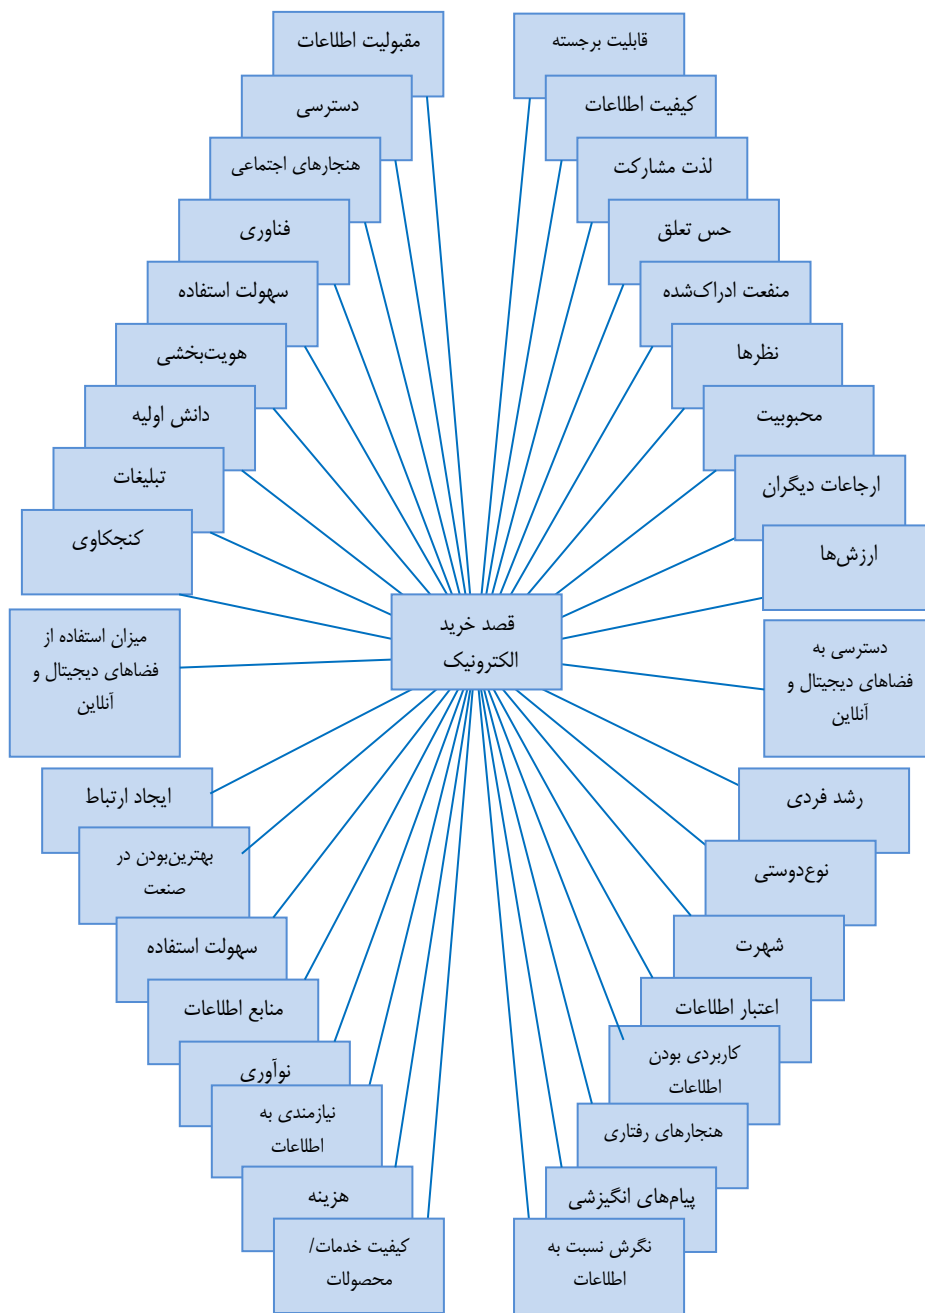 قابلیت برجسته
مقبولیت اطلاعات
کیفیت اطلاعات
دسترسی
لذت مشارکت
هنجارهای اجتماعی
حس تعلق
فناوری
منفعت ادراک‌شده
سهولت استفاده
نظرها
هویت‌بخشی
محبوبیت
دانش اولیه
ارجاعات دیگران
تبلیغات
ارزش‌ها
کنجکاوی
قصد خرید
الکترونیک
دسترسی به
فضاهای دیجیتال و
آنلاین
میزان استفاده از
فضاهای دیجیتال و
آنلاین
رشد فردی
ایجاد ارتباط
نوع‌دوستی
بهترین‌بودن در
صنعت
شهرت
سهولت استفاده
اعتبار اطلاعات
منابع اطلاعات
کاربردی بودن
اطلاعات
نوآوری
هنجارهای رفتاری
نیازمندی به
اطلاعات
پیام‌های انگیزشی
هزینه
نگرش نسبت به
اطلاعات
کیفیت خدمات/
محصولات